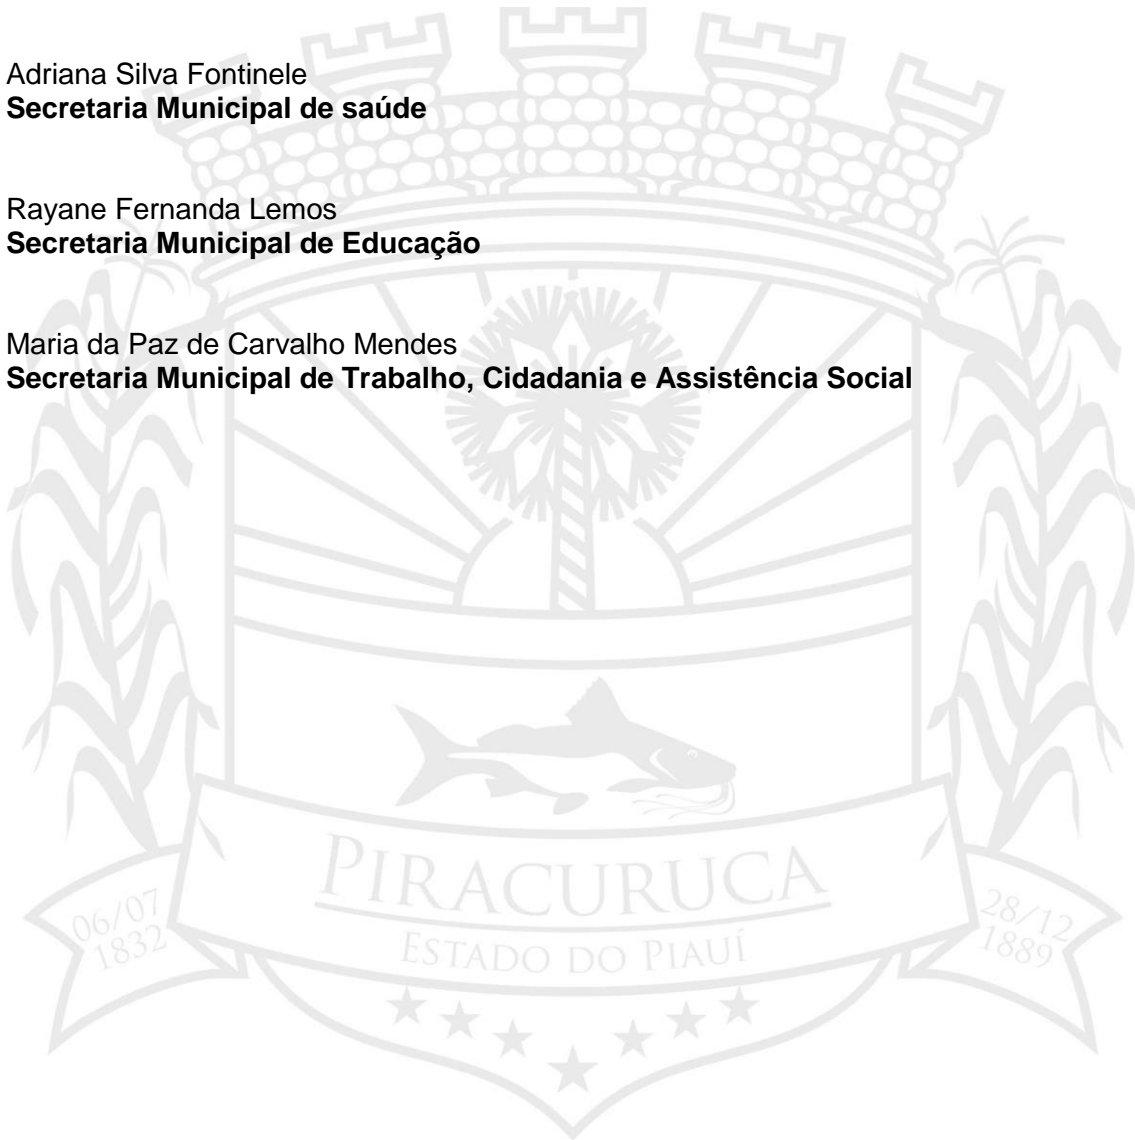 Adriana Silva Fontinele
Secretaria Municipal de saúde
Rayane Fernanda Lemos
Secretaria Municipal de Educação
Maria da Paz de Carvalho Mendes
Secretaria Municipal de Trabalho, Cidadania e Assistência Social
PIRACURUCA
06/07
1832
28/12
1889
ESTADO DO PIAUÍ